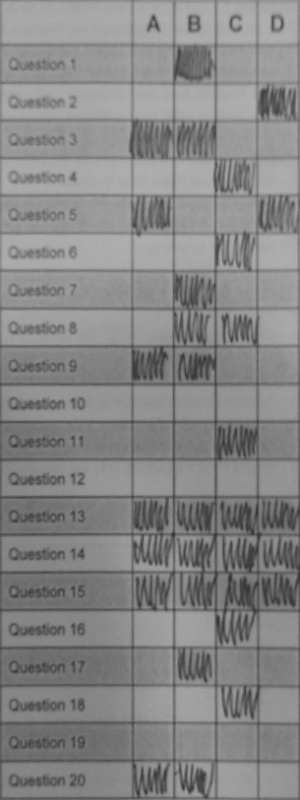 A B C D
Question 1
Question 2
Question 3
Question 4
Question 5
Question 6
Question 7
Question 8
Question 9
Question 10
Question 11
Question 12
Question 13
Question 14
Question 15
Question 16
Question 17
Question 18
Question 19
Question 20